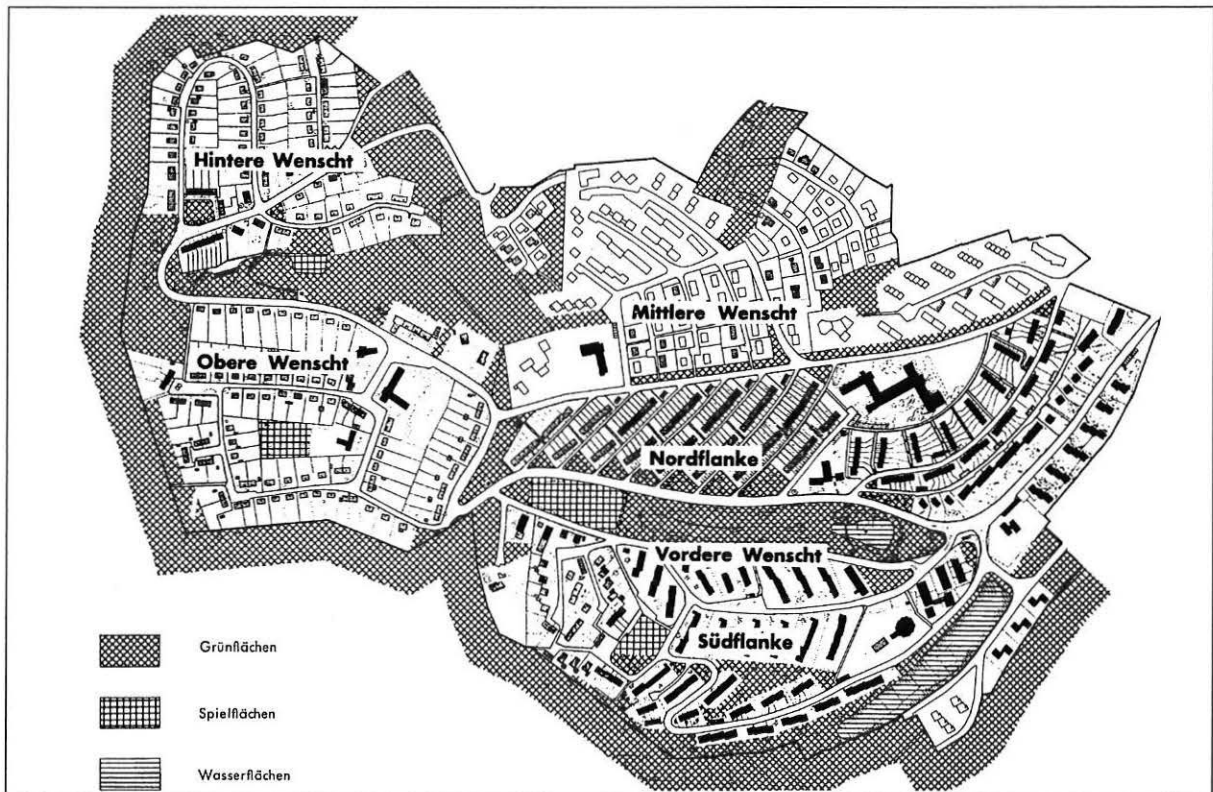 Hintere Wenscht
Mittlere Wenscht
Obere Wenscht
Nordflanke
Vordere Wenscht
Südflanke
Grünflächen
Spielflächen
Wasserflächen